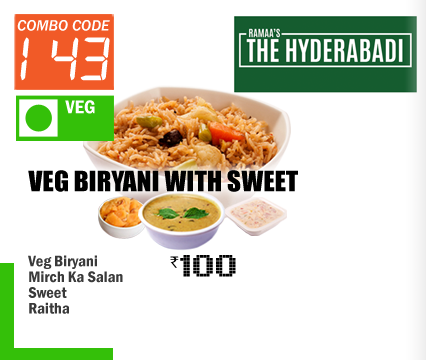 COMBO CODE
143
VEG
RAMAA'S
THE HYDERABADI
VEG BIRYANI WITH SWEET
Veg Biryani
Mirch Ka Salan
Sweet
Raitha
₹100